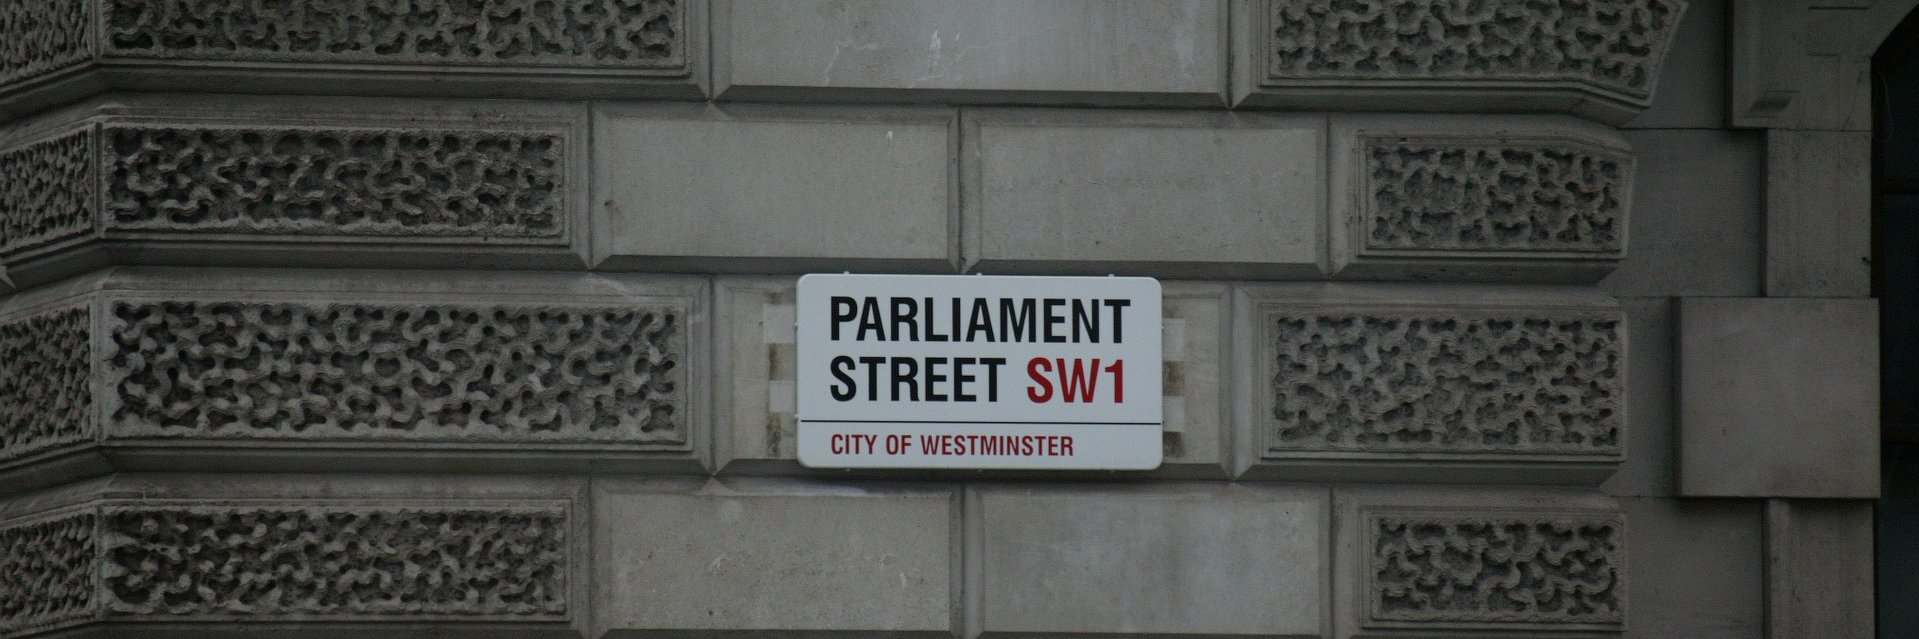 PARLIAMENT
STREET SW1
CITY OF WESTMINSTER